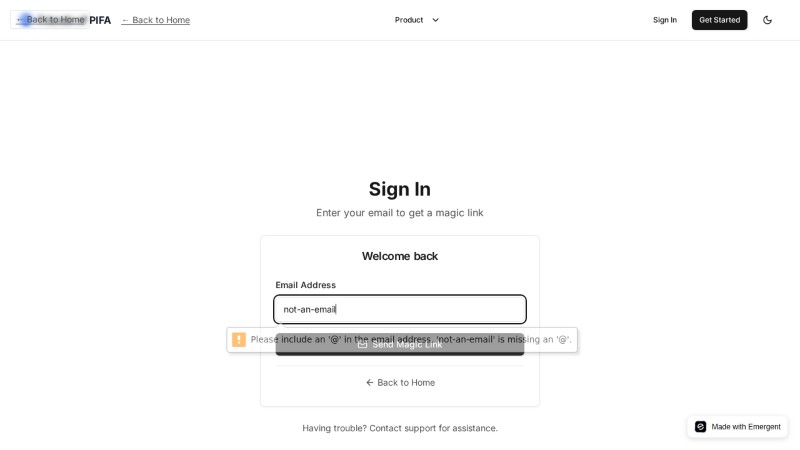 ← Back to Home PIFA ← Back to Home Product Sign In Get Started
Sign In
Enter your email to get a magic link
Welcome back
Email Address
not-an-email
Please include an '@' in the email address. 'not-an-email' is missing an '@'.
Send Magic Link
← Back to Home
Having trouble? Contact support for assistance.
Made with Emergent